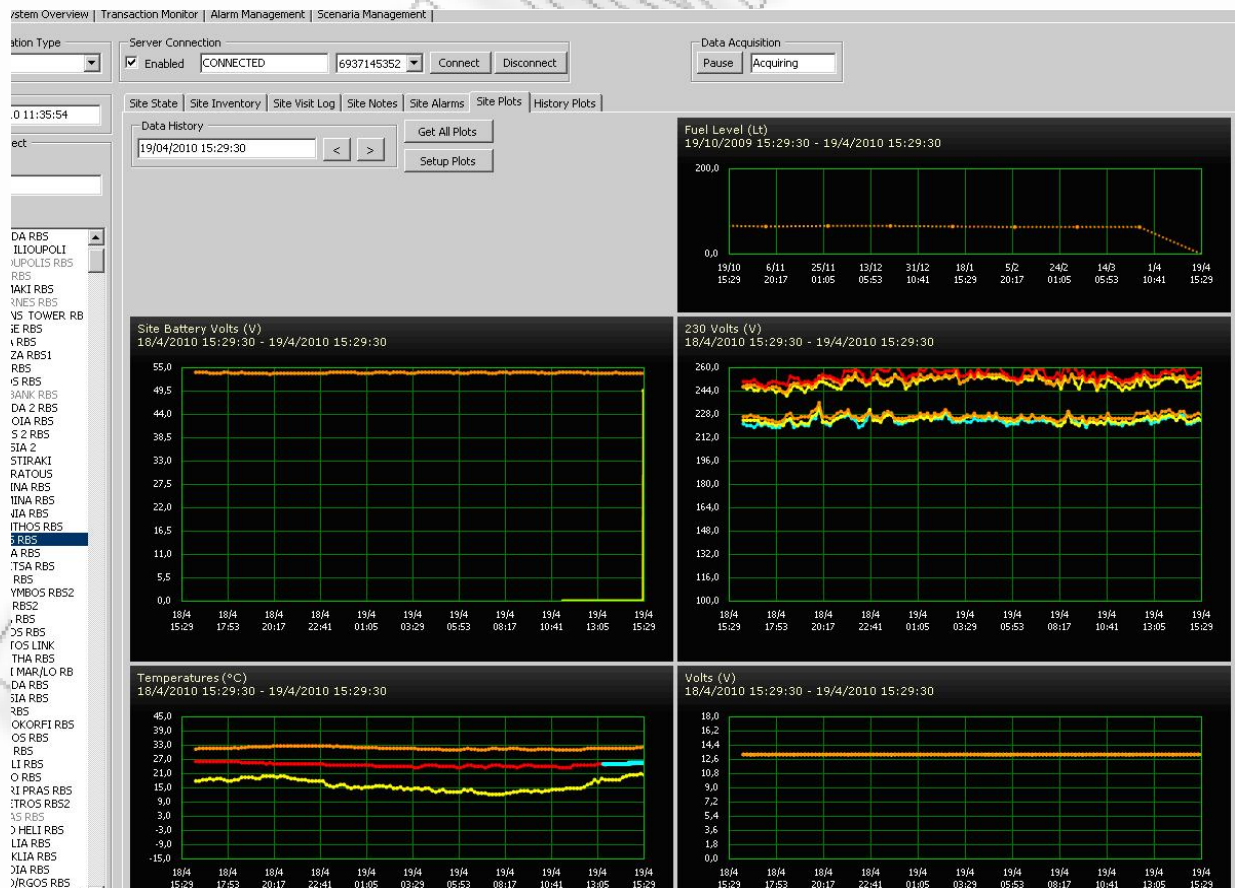 ystem Overview | Transaction Monitor | Alarm Management | Scenaria Management |
ation Type
Server Connection
Enabled CONNECTED 6937145352 Connect Disconnect
Data Acquisition
Pause Acquiring
.0 11:35:54
Site State | Site Inventory | Site Visit Log | Site Notes | Site Alarms | Site Plots | History Plots |
ect
Data History
19/04/2010 15:29:30 < >
Get All Plots
Setup Plots
DA RBS
ILIOUPOLI
OUPOLIS RBS
RBS
MAKI RBS
RNES RBS
NS TOWER RB
GE RBS
A RBS
ZA RBS1
RBS
OS RBS
BANK RBS
DA 2 RBS
OIA RBS
S 2 RBS
SIA 2
STIRAKI
RATOUS
INA RBS
MINA RBS
NIA RBS
ITHOS RBS
S RBS
A RBS
TSA RBS
RBS
YMBOS RBS2
RBS2
RBS
OS RBS
TOS LINK
THA RBS
I MAR/LO RB
DA RBS
SIA RBS
RBS
OKORFI RBS
OS RBS
RBS
LI RBS
O RBS
RI PRAS RBS
ETROS RBS2
AS RBS
O HELI RBS
LIA RBS
KLIA RBS
DIA RBS
O/RGOS RBS
Fuel Level (Lt)
19/10/2009 15:29:30 - 19/4/2010 15:29:30
200,0
0,0
19/10 6/11 25/11 13/12 31/12 18/1 5/2 24/2 14/3 1/4 19/4
15:29 20:17 01:05 05:53 10:41 15:29 20:17 01:05 05:53 10:41 15:29
Site Battery Volts (V)
18/4/2010 15:29:30 - 19/4/2010 15:29:30
55,0
49,5
44,0
38,5
33,0
27,5
22,0
16,5
11,0
5,5
0,0
18/4 18/4 18/4 18/4 19/4 19/4 19/4 19/4 19/4 19/4 19/4
15:29 17:53 20:17 22:41 01:05 03:29 05:53 08:17 10:41 13:05 15:29
230 Volts (V)
18/4/2010 15:29:30 - 19/4/2010 15:29:30
260,0
244,0
228,0
212,0
196,0
180,0
164,0
148,0
132,0
116,0
100,0
18/4 18/4 18/4 18/4 19/4 19/4 19/4 19/4 19/4 19/4 19/4
15:29 17:53 20:17 22:41 01:05 03:29 05:53 08:17 10:41 13:05 15:29
Temperatures (°C)
18/4/2010 15:29:30 - 19/4/2010 15:29:30
45,0
39,0
33,0
27,0
21,0
15,0
9,0
3,0
-3,0
-9,0
-15,0
18/4 18/4 18/4 18/4 19/4 19/4 19/4 19/4 19/4 19/4 19/4
15:29 17:53 20:17 22:41 01:05 03:29 05:53 08:17 10:41 13:05 15:29
Volts (V)
18/4/2010 15:29:30 - 19/4/2010 15:29:30
18,0
16,2
14,4
12,6
10,8
9,0
7,2
5,4
3,6
1,8
0,0
18/4 18/4 18/4 18/4 19/4 19/4 19/4 19/4 19/4 19/4 19/4
15:29 17:53 20:17 22:41 01:05 03:29 05:53 08:17 10:41 13:05 15:29